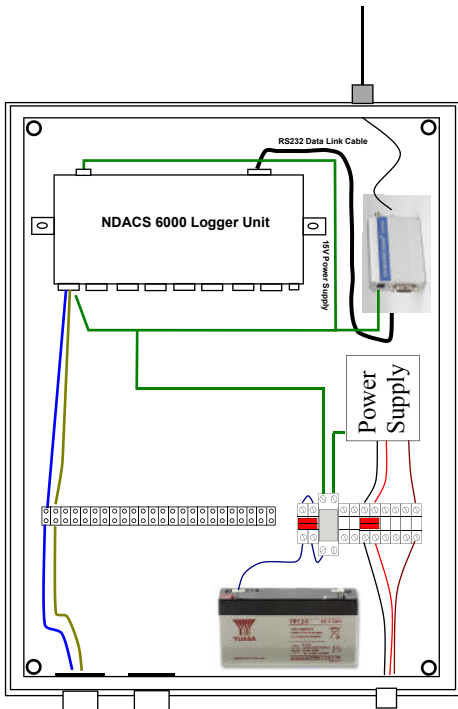 RS232 Data Link Cable
NDACS 6000 Logger Unit
15V Power Supply
Power
Supply
YUASA